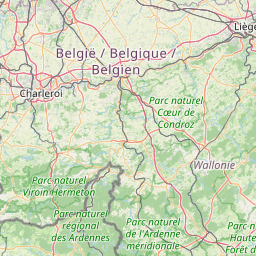 Liège
België / Belgique /
Belgien
Charleroi
Parc naturel
Cœur de
Condroz
Wallonie
Parc naturel
Viroin Hermeton
Parc naturel
régional
des Ardennes
Parc naturel
de l'Ardenne
méridionale
Parc n
Haute
Forêt d